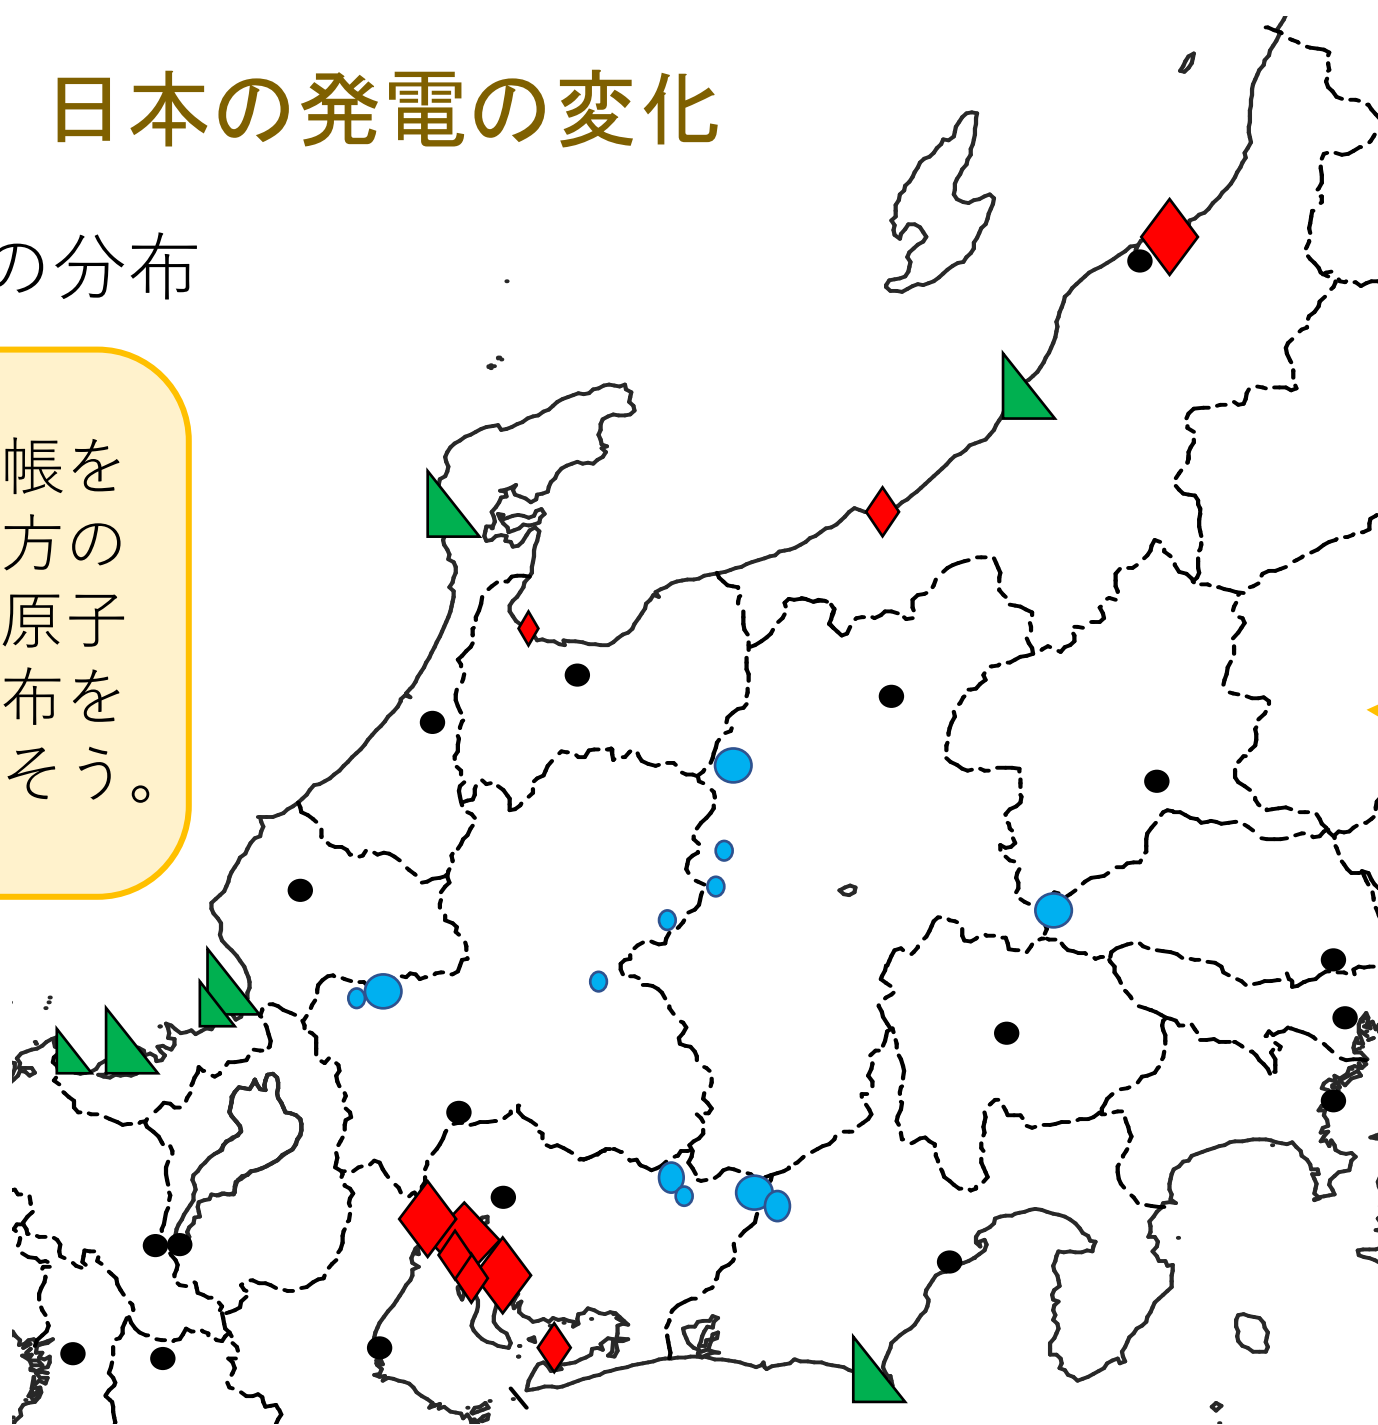 日本の発電の変化
の分布
帳を
方の
原子
布を
そう。